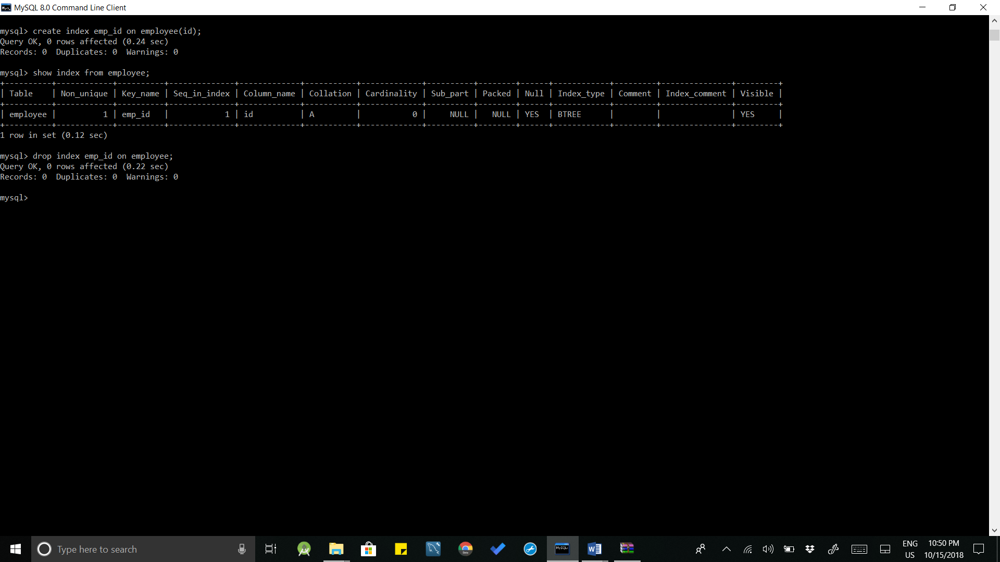 MySQL 8.0 Command Line Client
mysql> create index emp_id on employee(id);
Query OK, 0 rows affected (0.24 sec)
Records: 0  Duplicates: 0  Warnings: 0
mysql> show index from employee;
+----------+------------+----------+--------------+-------------+-----------+-------------+----------+--------+------+------------+---------+---------------+---------+
| Table    | Non_unique | Key_name | Seq_in_index | Column_name | Collation | Cardinality | Sub_part | Packed | Null | Index_type | Comment | Index_comment | Visible |
+----------+------------+----------+--------------+-------------+-----------+-------------+----------+--------+------+------------+---------+---------------+---------+
| employee |          1 | emp_id   |            1 | id          | A         |           0 |     NULL |   NULL | YES  | BTREE      |         |               | YES     |
+----------+------------+----------+--------------+-------------+-----------+-------------+----------+--------+------+------------+---------+---------------+---------+
1 row in set (0.12 sec)
mysql> drop index emp_id on employee;
Query OK, 0 rows affected (0.22 sec)
Records: 0  Duplicates: 0  Warnings: 0
mysql>
Type here to search
ENG
US
10:50 PM
10/15/2018